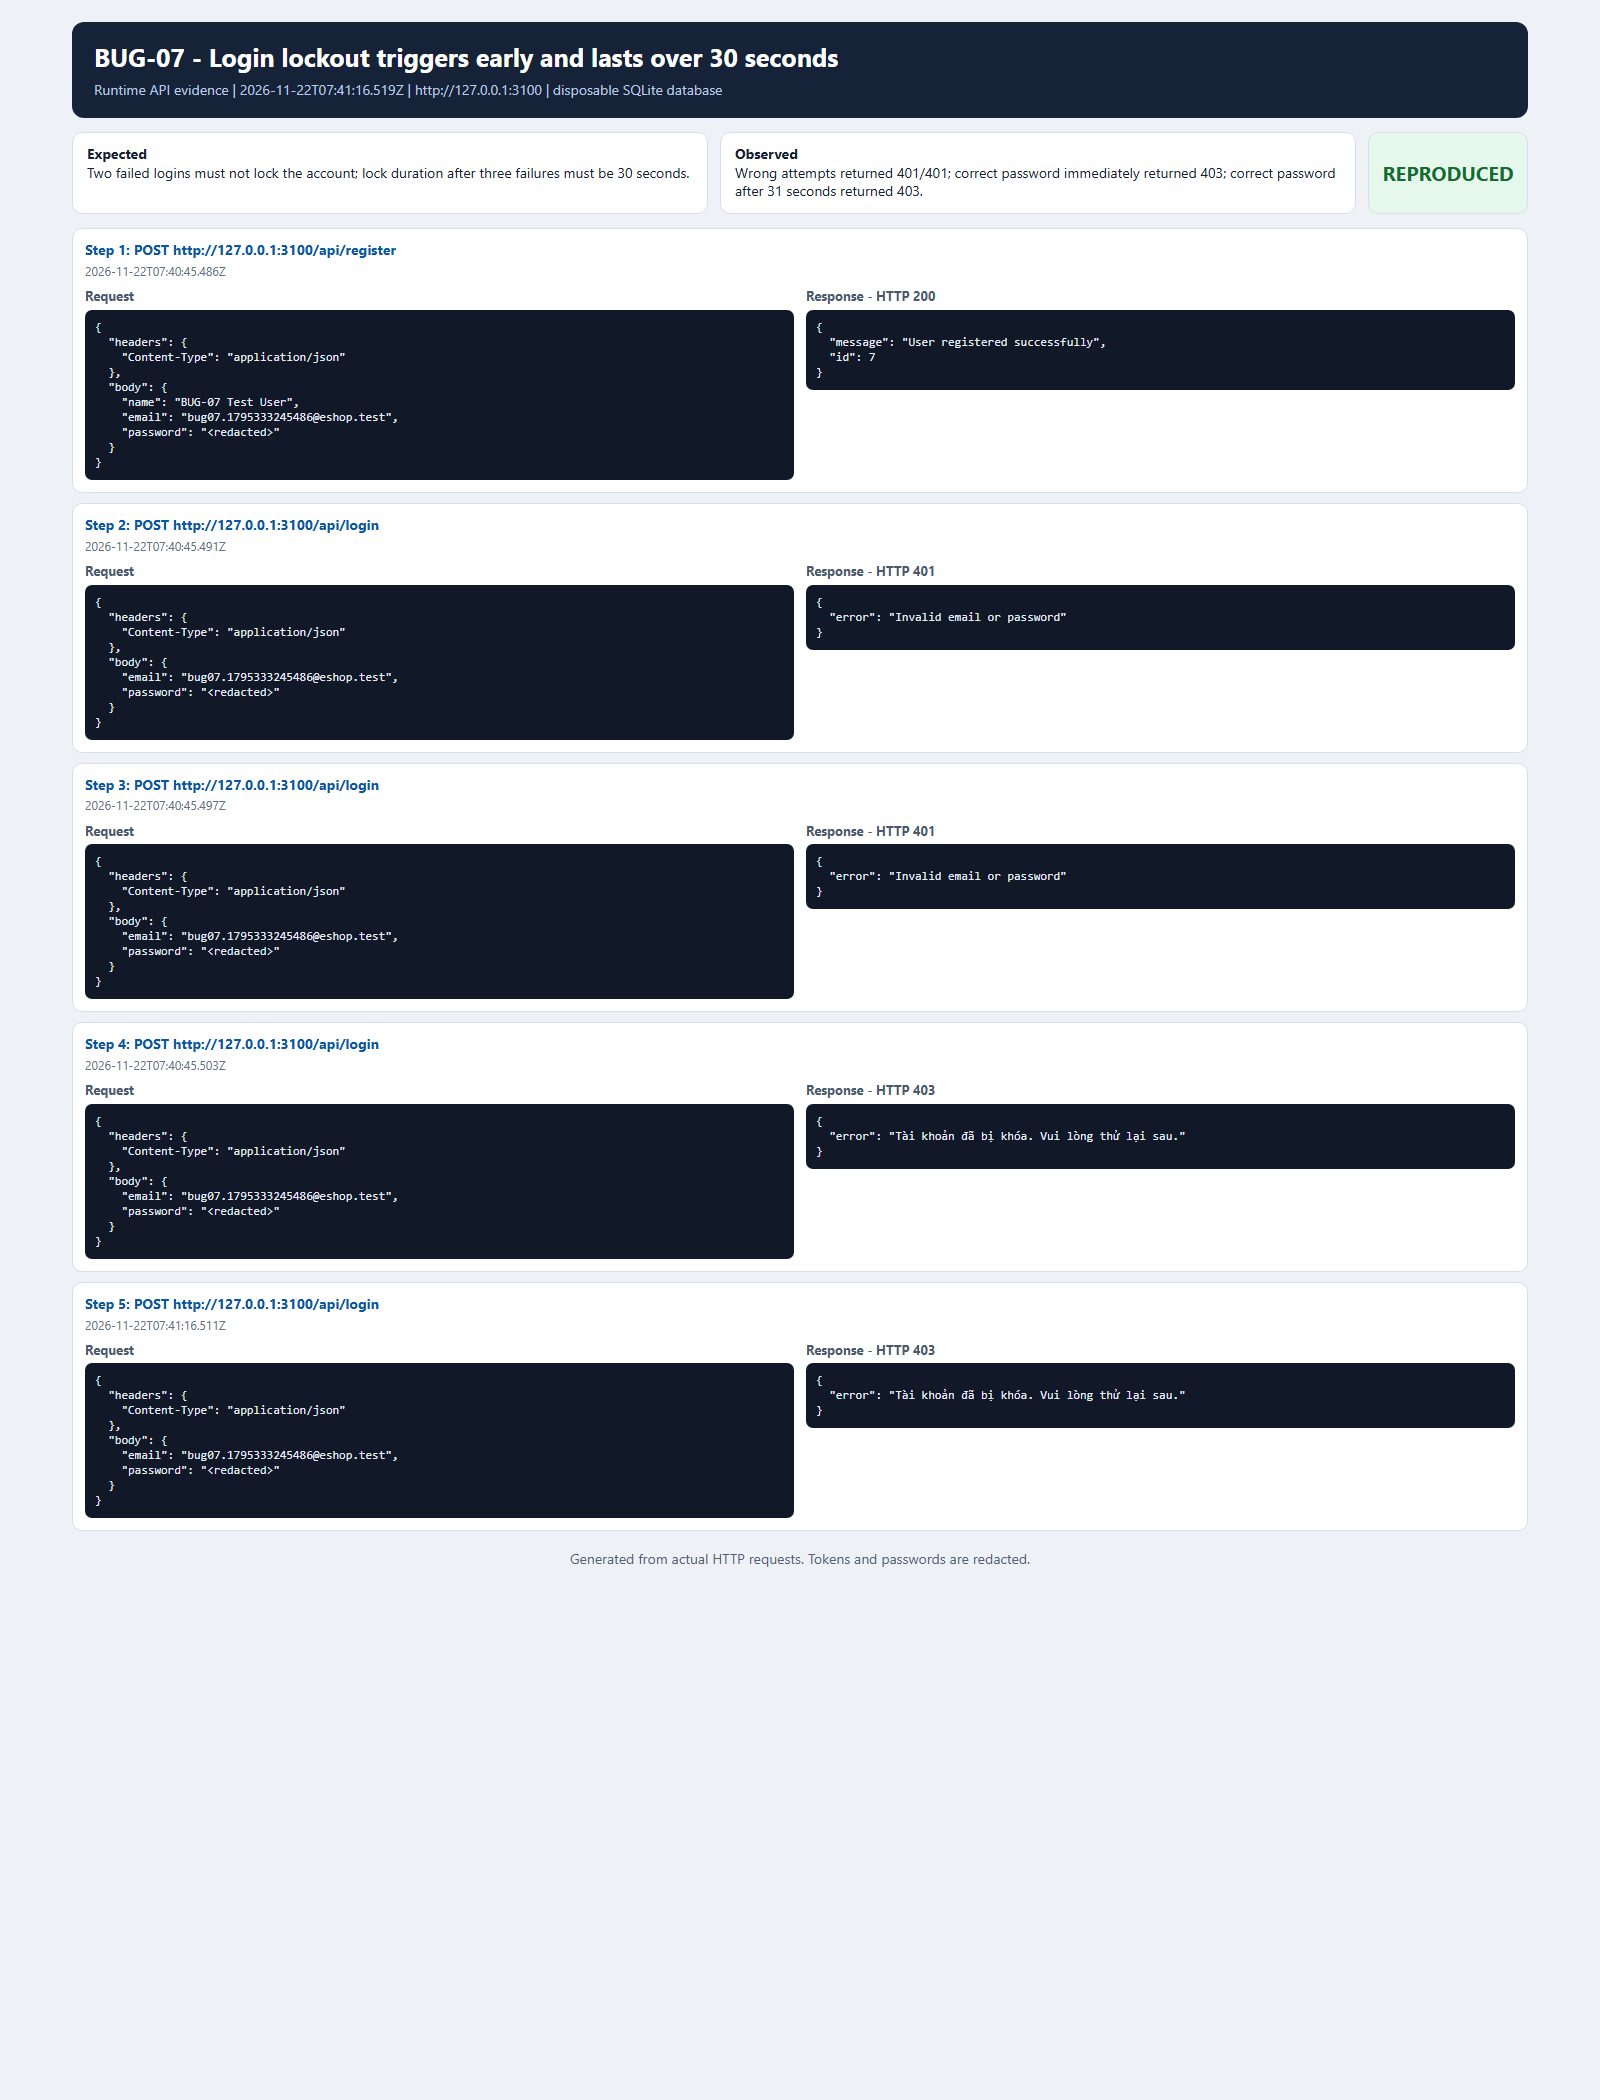 BUG-07 - Login lockout triggers early and lasts over 30 seconds
Runtime API evidence | 2026-11-22T07:41:16.519Z | http://127.0.0.1:3100 | disposable SQLite database
Expected
Two failed logins must not lock the account; lock duration after three failures must be 30 seconds.
Observed
Wrong attempts returned 401/401; correct password immediately returned 403; correct password
after 31 seconds returned 403.
REPRODUCED
Step 1: POST http://127.0.0.1:3100/api/register
2026-11-22T07:40:45.486Z
Request
{
  "headers": {
    "Content-Type": "application/json"
  },
  "body": {
    "name": "BUG-07 Test User",
    "email": "bug07.1795333245486@eshop.test",
    "password": "<redacted>"
  }
}
Response - HTTP 200
{
  "message": "User registered successfully",
  "id": 7
}
Step 2: POST http://127.0.0.1:3100/api/login
2026-11-22T07:40:45.491Z
Request
{
  "headers": {
    "Content-Type": "application/json"
  },
  "body": {
    "email": "bug07.1795333245486@eshop.test",
    "password": "<redacted>"
  }
}
Response - HTTP 401
{
  "error": "Invalid email or password"
}
Step 3: POST http://127.0.0.1:3100/api/login
2026-11-22T07:40:45.497Z
Request
{
  "headers": {
    "Content-Type": "application/json"
  },
  "body": {
    "email": "bug07.1795333245486@eshop.test",
    "password": "<redacted>"
  }
}
Response - HTTP 401
{
  "error": "Invalid email or password"
}
Step 4: POST http://127.0.0.1:3100/api/login
2026-11-22T07:40:45.503Z
Request
{
  "headers": {
    "Content-Type": "application/json"
  },
  "body": {
    "email": "bug07.1795333245486@eshop.test",
    "password": "<redacted>"
  }
}
Response - HTTP 403
{
  "error": "Tài khoản đã bị khóa. Vui lòng thử lại sau."
}
Step 5: POST http://127.0.0.1:3100/api/login
2026-11-22T07:41:16.511Z
Request
{
  "headers": {
    "Content-Type": "application/json"
  },
  "body": {
    "email": "bug07.1795333245486@eshop.test",
    "password": "<redacted>"
  }
}
Response - HTTP 403
{
  "error": "Tài khoản đã bị khóa. Vui lòng thử lại sau."
}
Generated from actual HTTP requests. Tokens and passwords are redacted.